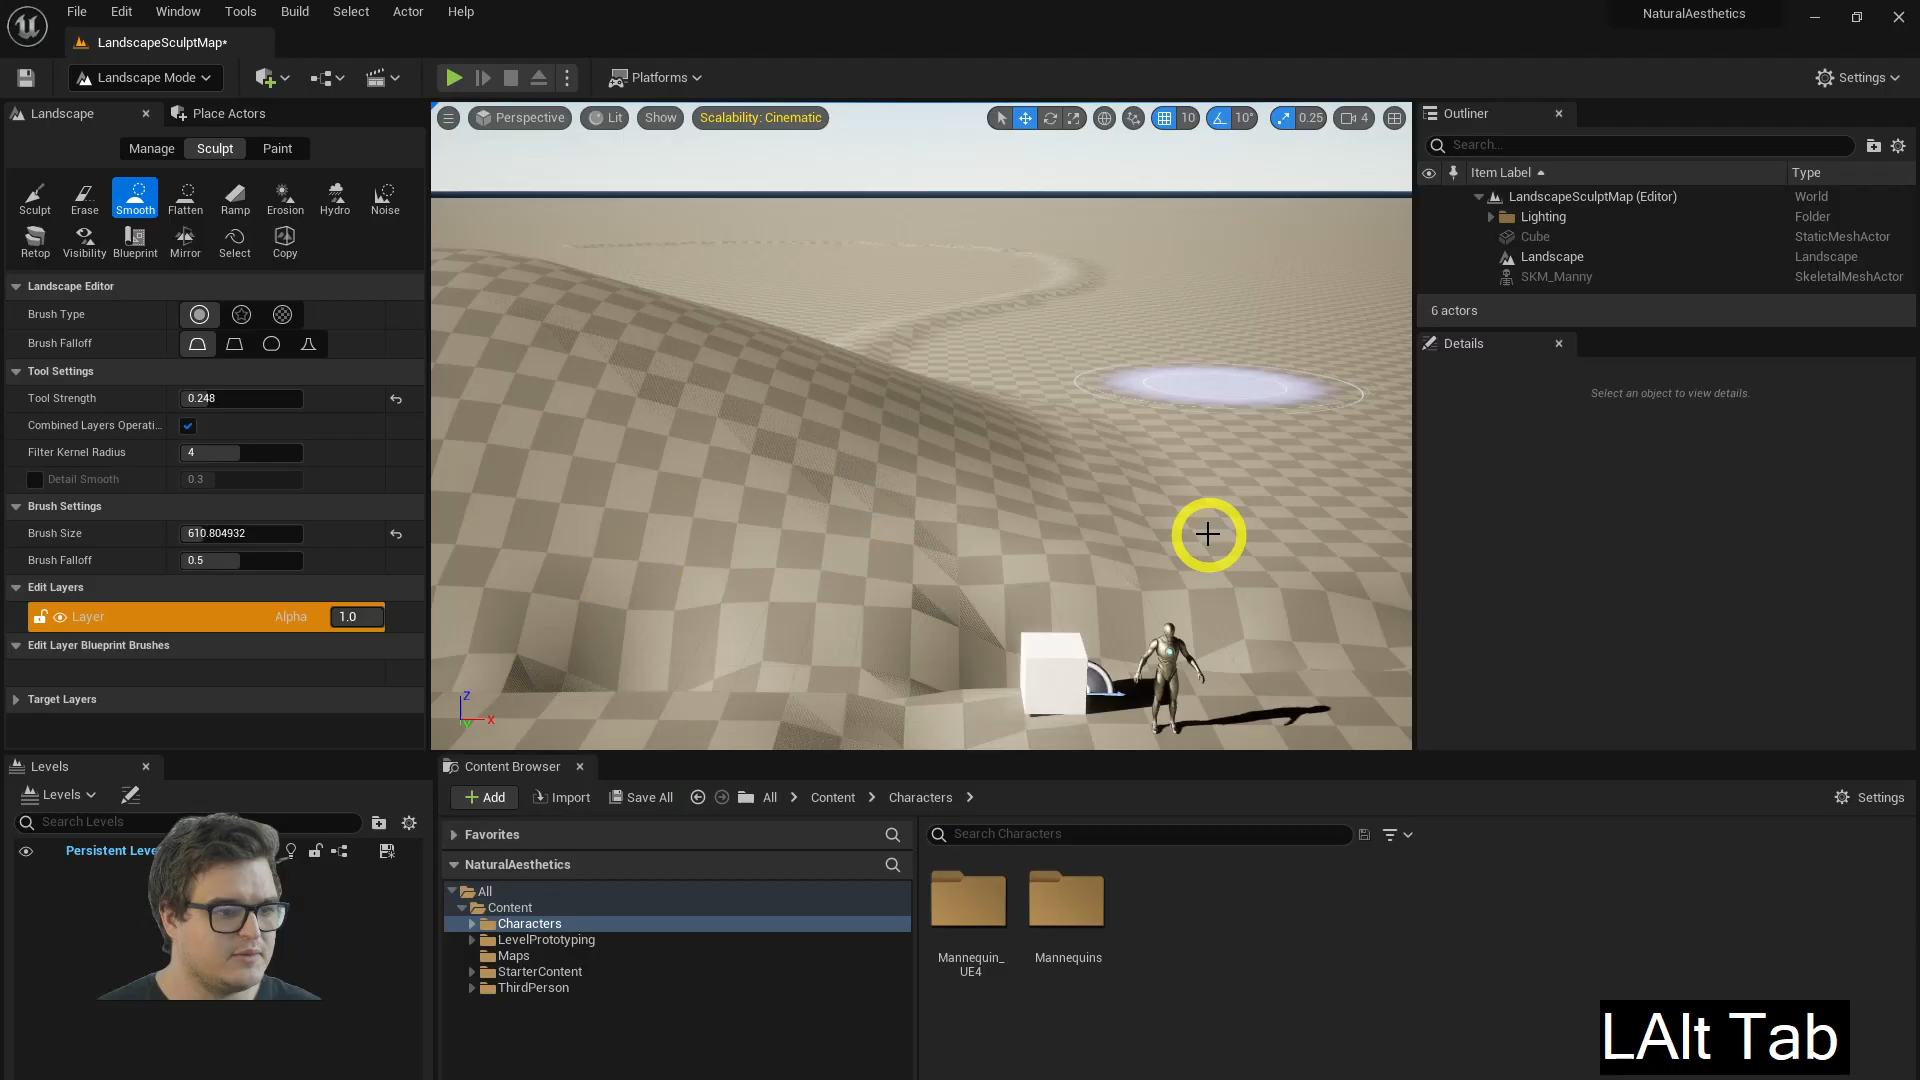 File Edit Window Tools Build Select Actor Help
NaturalAesthetics
LandscapeSculptMap*
Landscape Mode
Platforms
Settings
Landscape
Place Actors
Manage Sculpt Paint
Sculpt Erase Smooth Flatten Ramp Erosion Hydro Noise
Retop Visibility Blueprint Mirror Select Copy
Landscape Editor
Brush Type
Brush Falloff
Tool Settings
Tool Strength 0.248
Combined Layers Operati...
Filter Kernel Radius 4
Detail Smooth 0.3
Brush Settings
Brush Size 610.804932
Brush Falloff 0.5
Edit Layers
Layer Alpha 1.0
Edit Layer Blueprint Brushes
Target Layers
Perspective Lit Show Scalability: Cinematic 10 10° 0.25 4
Z
X
Y
Outliner
Search...
Item Label Type
LandscapeSculptMap (Editor) World
Lighting Folder
Cube StaticMeshActor
Landscape Landscape
SKM_Manny SkeletalMeshActor
6 actors
Details
Select an object to view details.
Levels
Levels
Search Levels
Persistent Leve
Content Browser
Add Import Save All All Content Characters Settings
Favorites
NaturalAesthetics
All
Content
Characters
LevelPrototyping
Maps
StarterContent
ThirdPerson
Search Characters
Mannequin_
UE4
Mannequins
LAlt Tab